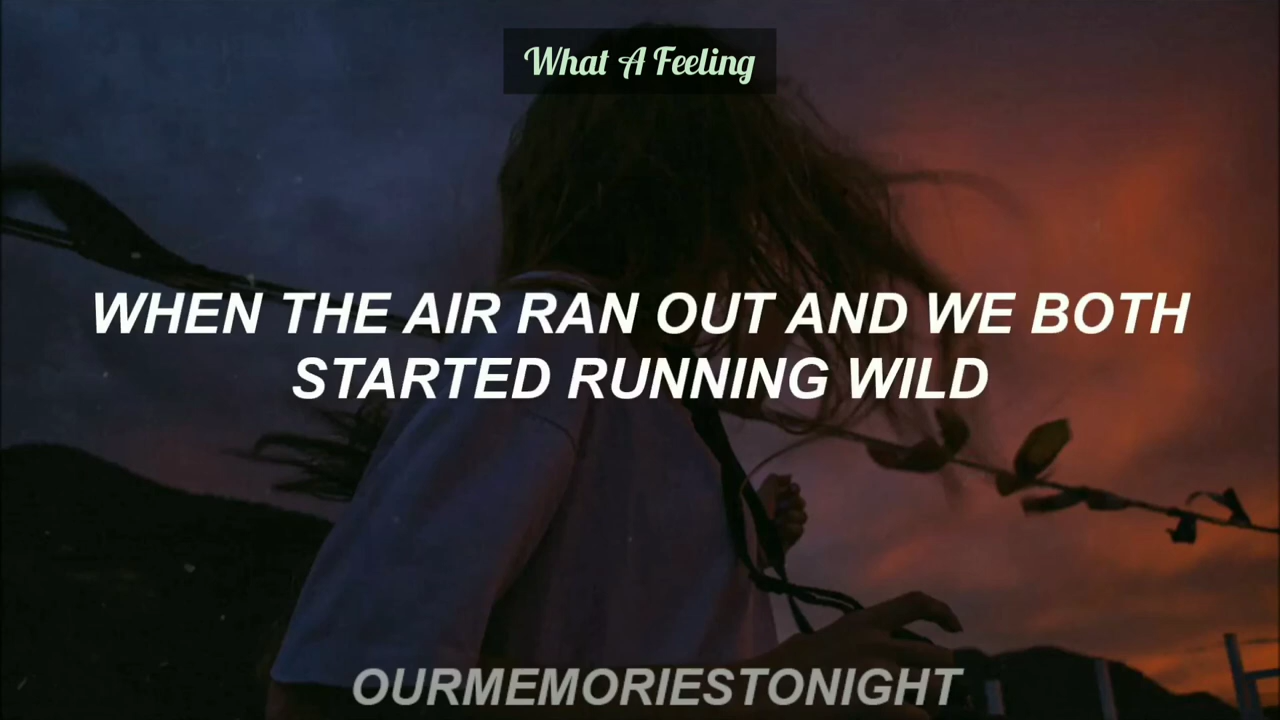 What A Feeling
WHEN THE AIR RAN OUT AND WE BOTH
STARTED RUNNING WILD
OURMEMORIESTONIGHT